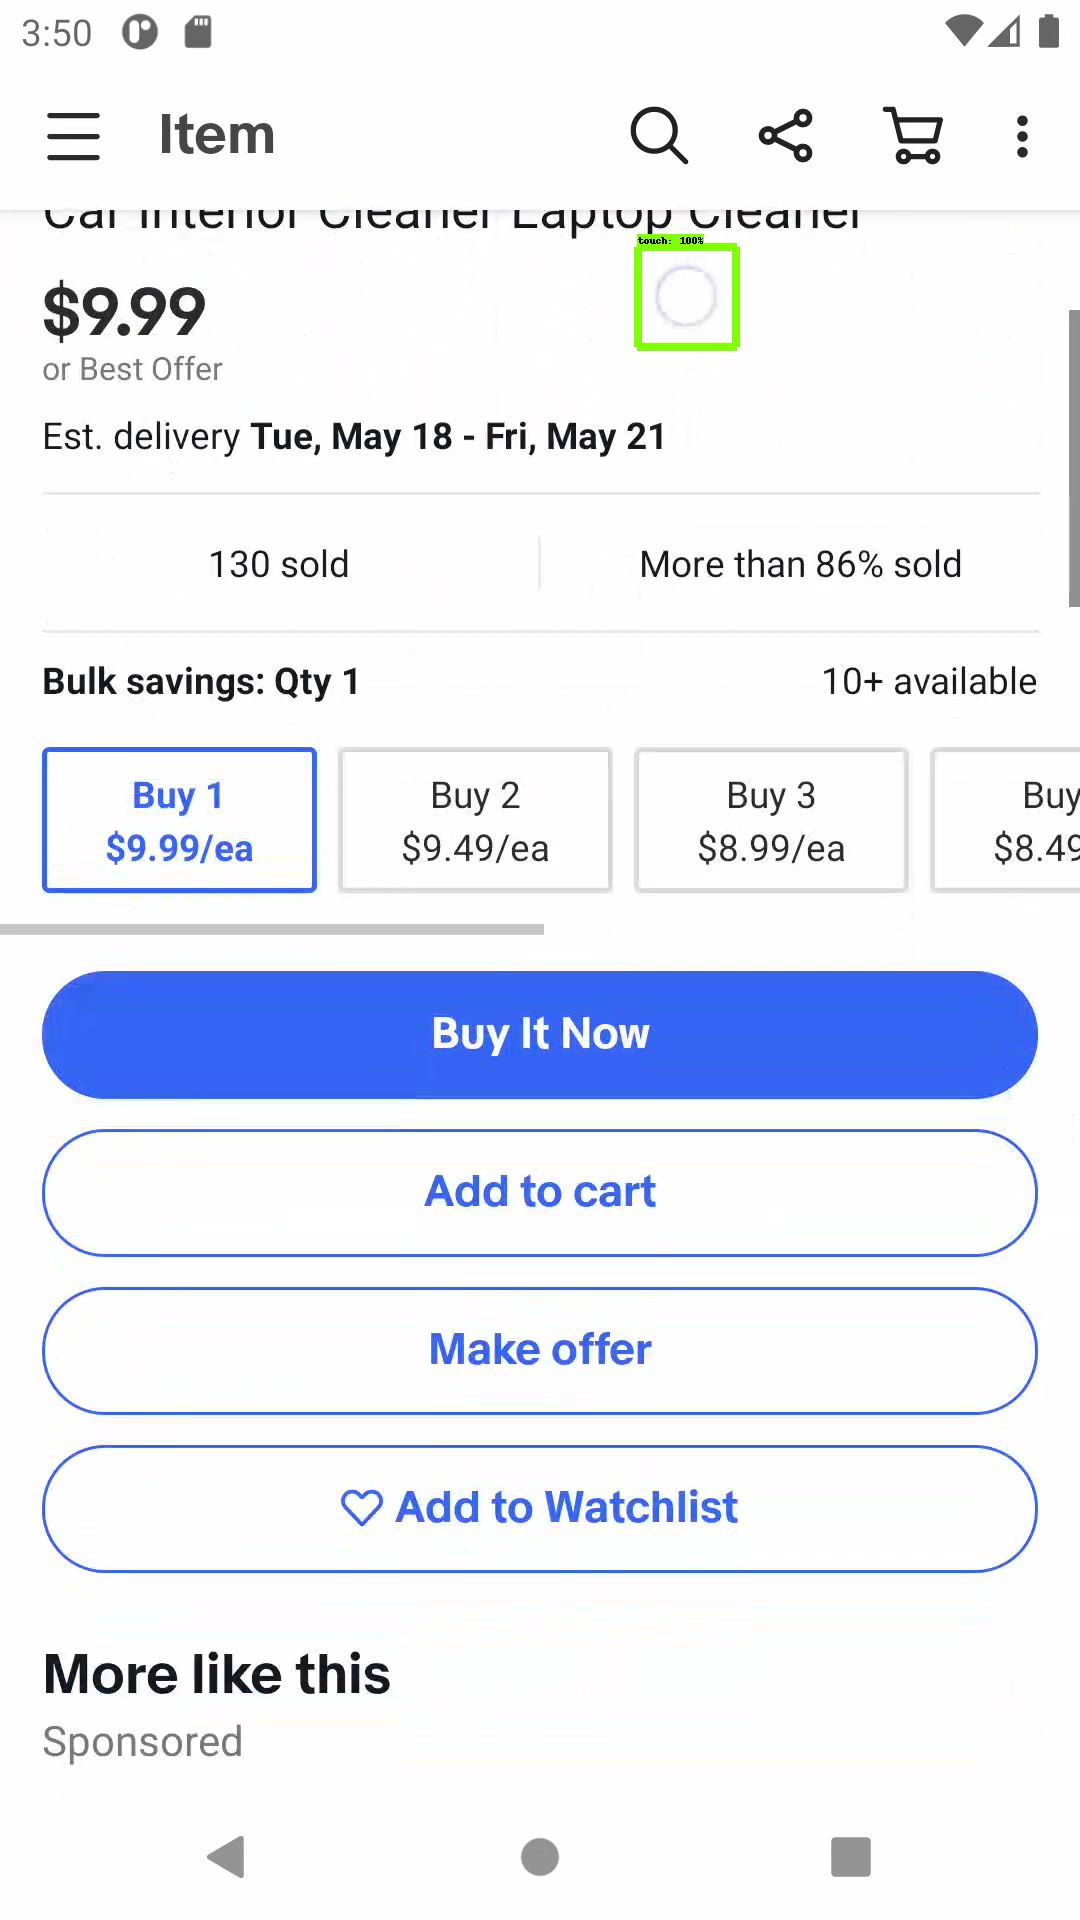 3:50
Item
Car Interior Cleaner Laptop Cleaner
touch: 100%
$9.99
or Best Offer
Est. delivery Tue, May 18 - Fri, May 21
130 sold
More than 86% sold
Bulk savings: Qty 1
10+ available
Buy 1
$9.99/ea
Buy 2
$9.49/ea
Buy 3
$8.99/ea
Buy
$8.49
Buy It Now
Add to cart
Make offer
Add to Watchlist
More like this
Sponsored